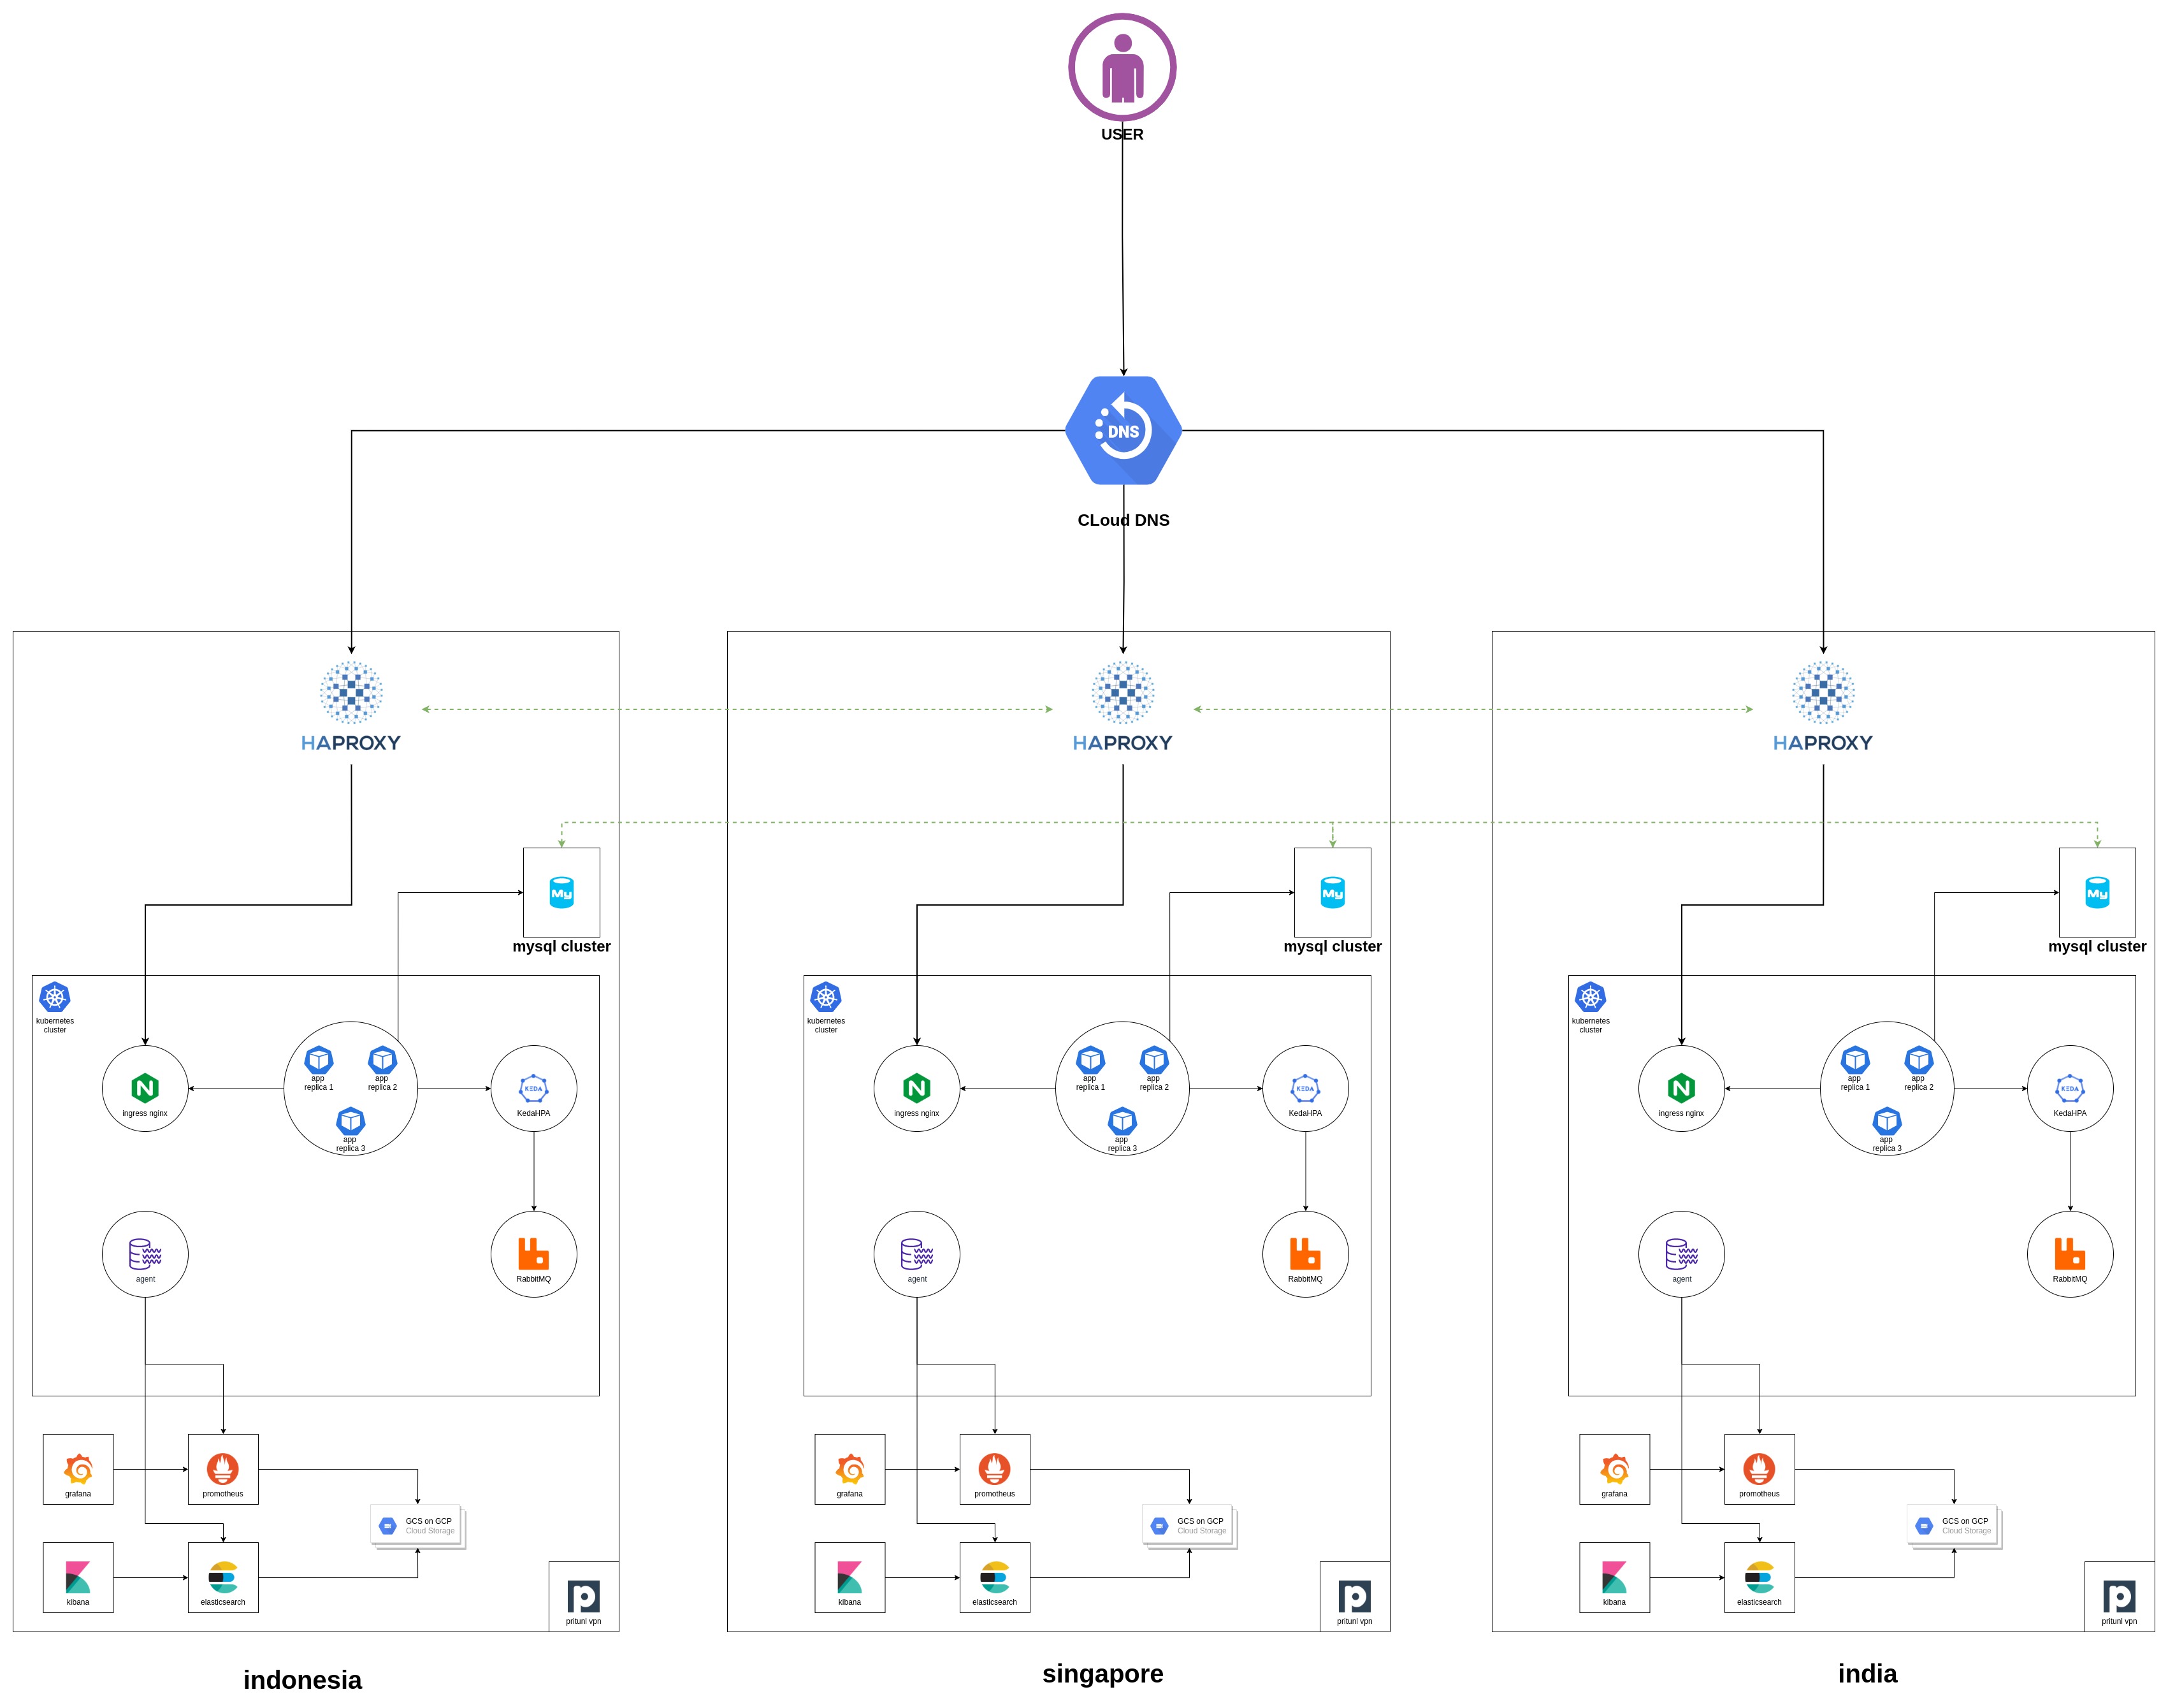 USER
DNS
CLoud DNS
HAPROXY
HAPROXY
HAPROXY
My
mysql cluster
My
mysql cluster
My
mysql cluster
kubernetes
cluster
app
replica 1
app
replica 2
app
replica 3
ingress nginx
KEDA
KedaHPA
agent
RabbitMQ
grafana
promotheus
GCS on GCP
Cloud Storage
kibana
elasticsearch
pritunl vpn
indonesia
kubernetes
cluster
app
replica 1
app
replica 2
app
replica 3
ingress nginx
KEDA
KedaHPA
agent
RabbitMQ
grafana
promotheus
GCS on GCP
Cloud Storage
kibana
elasticsearch
pritunl vpn
singapore
kubernetes
cluster
app
replica 1
app
replica 2
app
replica 3
ingress nginx
KEDA
KedaHPA
agent
RabbitMQ
grafana
promotheus
GCS on GCP
Cloud Storage
kibana
elasticsearch
pritunl vpn
india